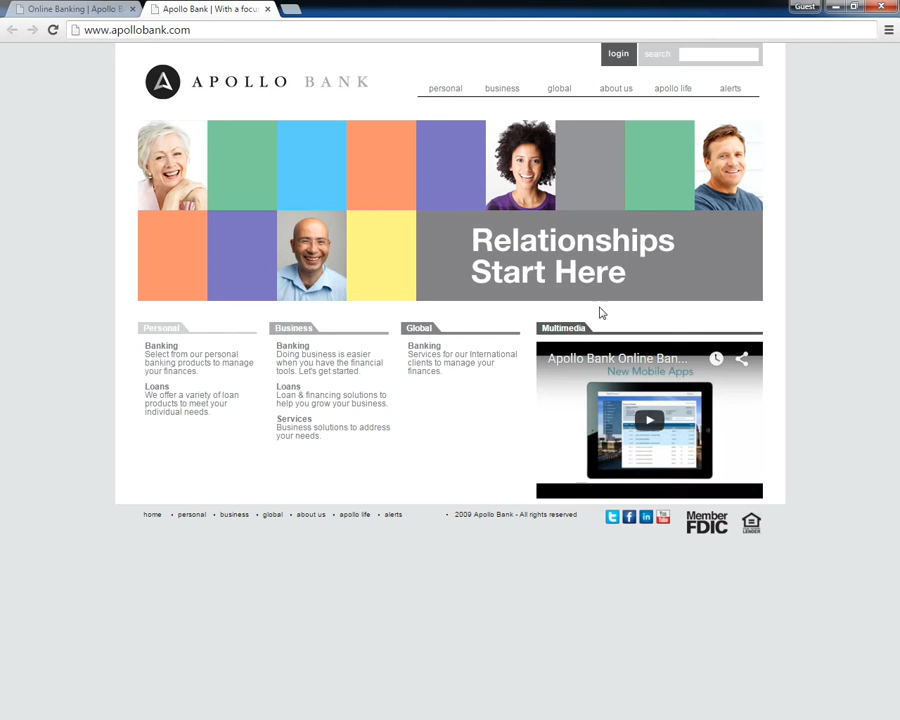 Online Banking | Apollo B
Apollo Bank | With a focu
Guest
www.apollobank.com
login
search
APOLLO BANK
personal
business
global
about us
apollo life
alerts
Relationships
Start Here
Personal
Banking
Select from our personal
banking products to manage
your finances.
Loans
We offer a variety of loan
products to meet your
individual needs.
Business
Banking
Doing business is easier
when you have the financial
tools. Let's get started.
Loans
Loan & financing solutions to
help you grow your business.
Services
Business solutions to address
your needs.
Global
Banking
Services for our International
clients to manage your
finances.
Multimedia
Apollo Bank Online Ban...
New Mobile Apps
home • personal • business • global • about us • apollo life • alerts
• 2009 Apollo Bank - All rights reserved
in
You
Tube
Member
FDIC